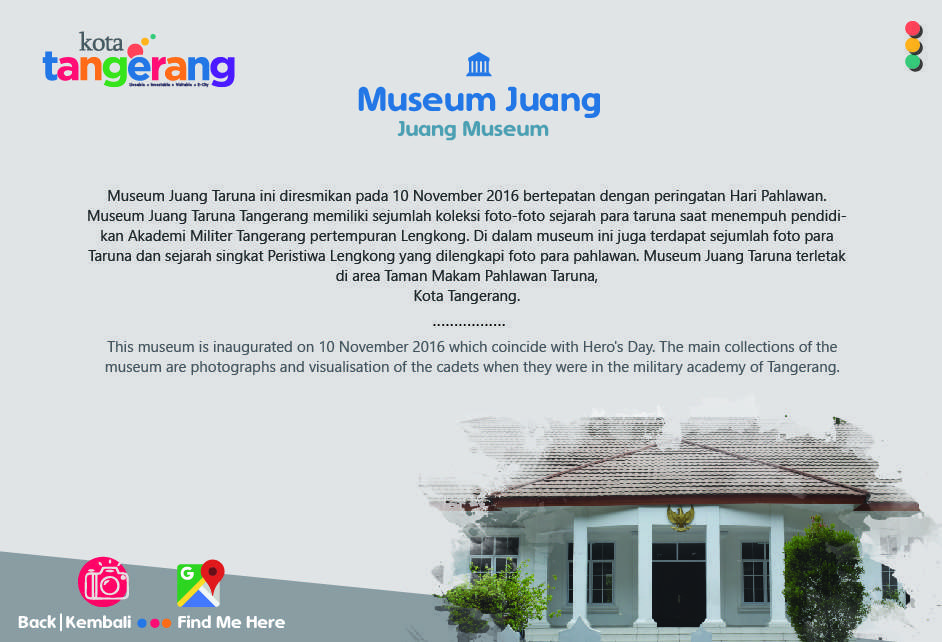 kota
tangerang
Liveable • Investable • Visitable • E-City
Museum Juang
Juang Museum
Museum Juang Taruna ini diresmikan pada 10 November 2016 bertepatan dengan peringatan Hari Pahlawan.
Museum Juang Taruna Tangerang memiliki sejumlah koleksi foto-foto sejarah para taruna saat menempuh pendidi-
kan Akademi Militer Tangerang pertempuran Lengkong. Di dalam museum ini juga terdapat sejumlah foto para
Taruna dan sejarah singkat Peristiwa Lengkong yang dilengkapi foto para pahlawan. Museum Juang Taruna terletak
di area Taman Makam Pahlawan Taruna,
Kota Tangerang.
.................
This museum is inaugurated on 10 November 2016 which coincide with Hero's Day. The main collections of the
museum are photographs and visualisation of the cadets when they were in the military academy of Tangerang.
G
Back|Kembali
Find Me Here